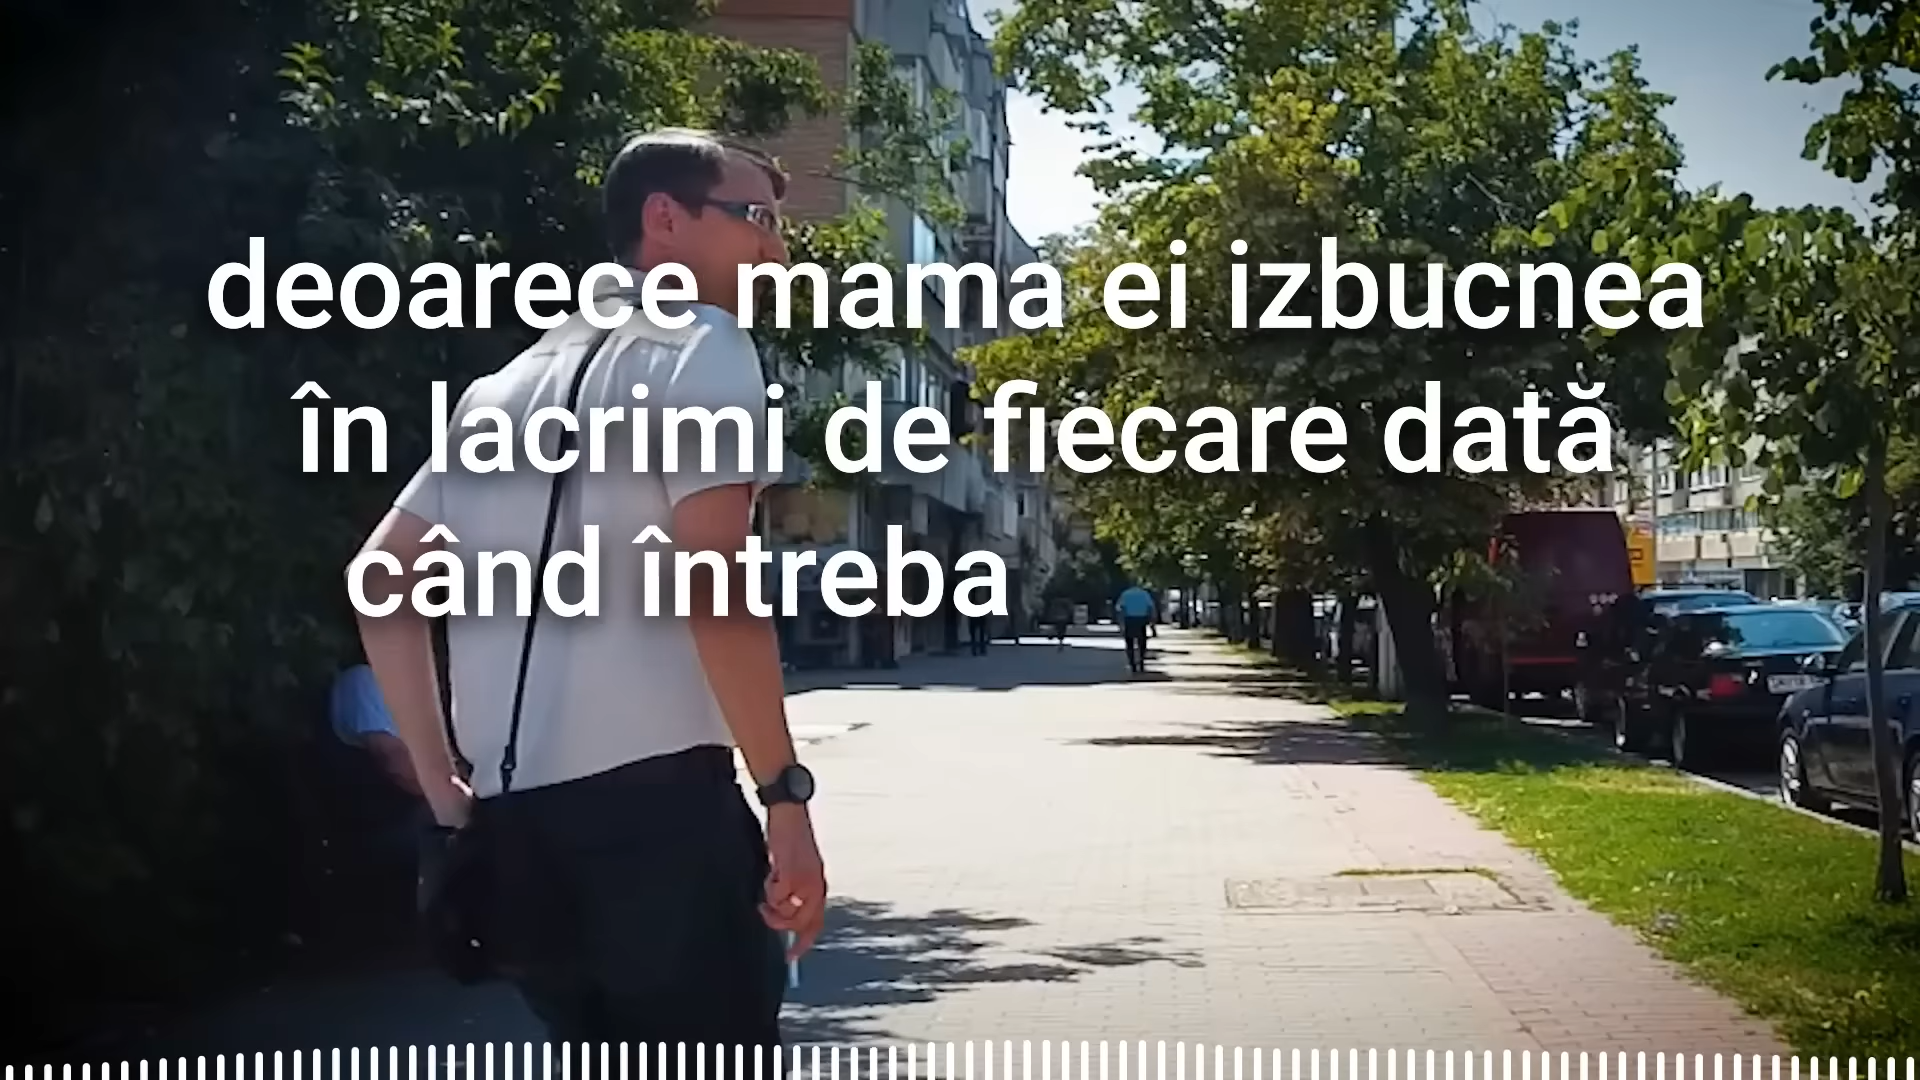 deoarece mama ei izbucnea
în lacrimi de fiecare dată
când întreba